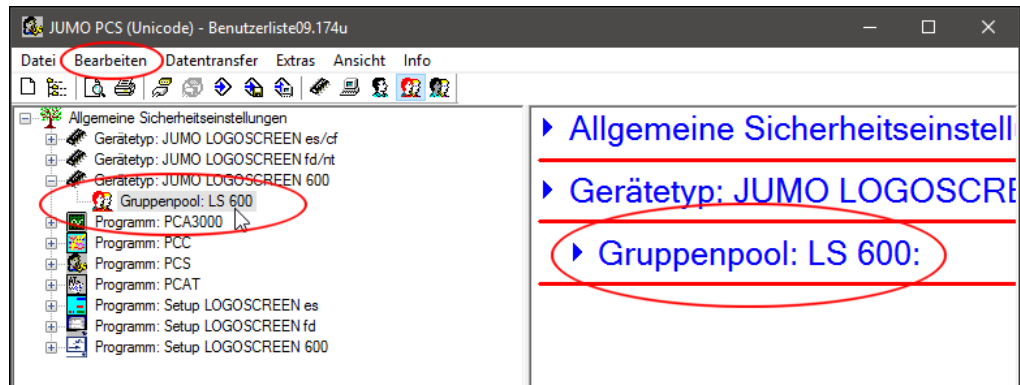 JUMO PCS (Unicode) - Benutzerliste09.174u
Datei Bearbeiten Datentransfer Extras Ansicht Info
Allgemeine Sicherheitseinstellungen
Gerätetyp: JUMO LOGOSCREEN es/cf
Gerätetyp: JUMO LOGOSCREEN fd/nt
Gerätetyp: JUMO LOGOSCREEN 600
Gruppenpool: LS 600
Programm: PCA3000
Programm: PCC
Programm: PCS
Programm: PCAT
Programm: Setup LOGOSCREEN es
Programm: Setup LOGOSCREEN fd
Programm: Setup LOGOSCREEN 600
Allgemeine Sicherheitseinstell
Gerätetyp: JUMO LOGOSCRE
Gruppenpool: LS 600: